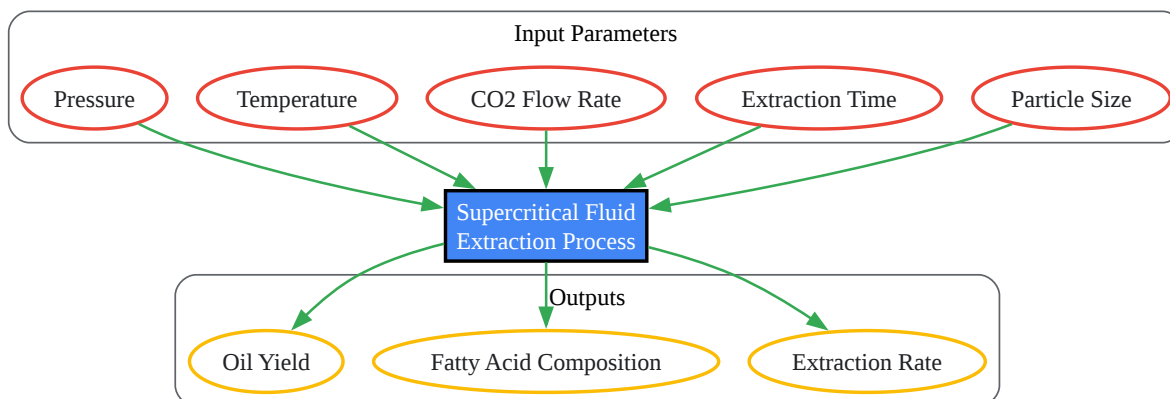 Input Parameters
Pressure
Temperature
CO2 Flow Rate
Extraction Time
Particle Size
Supercritical Fluid
Extraction Process
Outputs
Oil Yield
Fatty Acid Composition
Extraction Rate